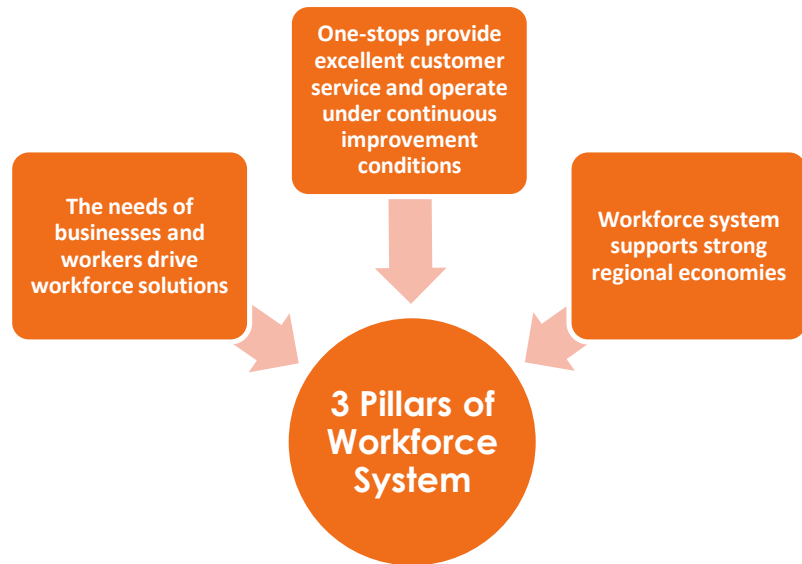 One-stops provide
excellent customer
service and operate
under continuous
improvement
conditions
The needs of
businesses and
workers drive
workforce solutions
Workforce system
supports strong
regional economies
3 Pillars of
Workforce
System